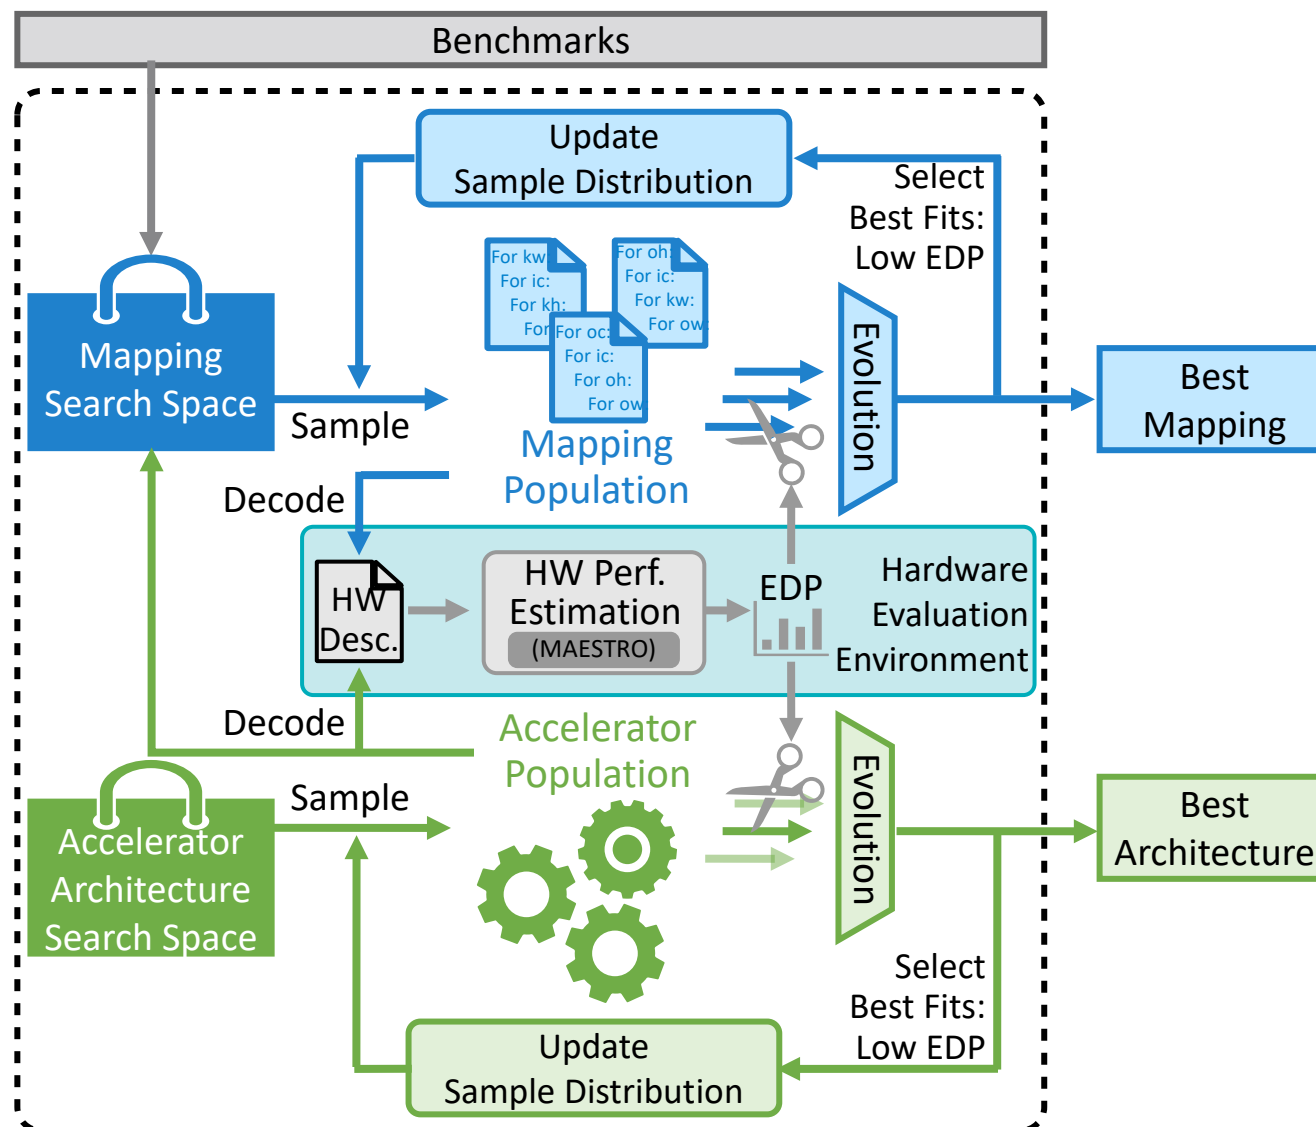 Benchmarks
Update
Sample Distribution
Select
Best Fits:
Low EDP
For kw:
For ic:
For kh:
For
For oh:
For ic:
For kw:
For ow:
For oc:
For ic:
For oh:
For ow:
Mapping
Search Space
Sample
Mapping
Population
Evolution
Best
Mapping
Decode
HW
Desc.
HW Perf.
Estimation
(MAESTRO)
EDP
Hardware
Evaluation
Environment
Decode
Accelerator
Population
Sample
Accelerator
Architecture
Search Space
Evolution
Best
Architecture
Select
Best Fits:
Low EDP
Update
Sample Distribution